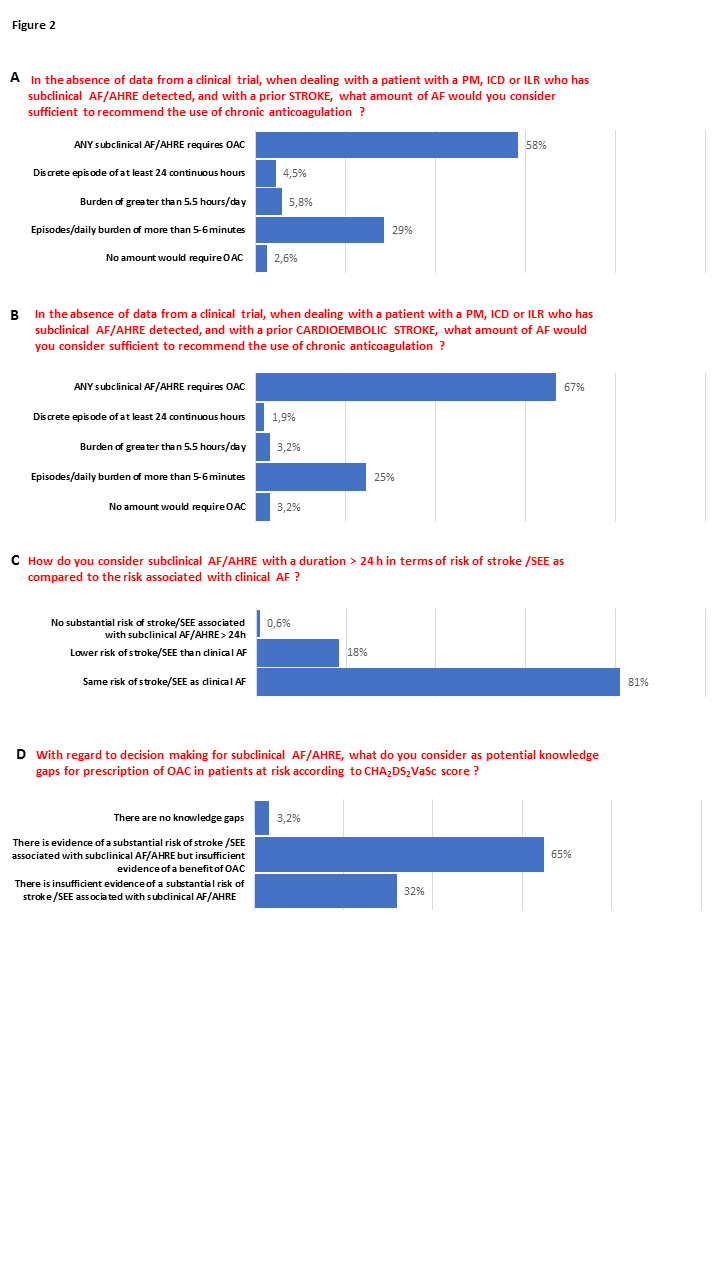 Figure 2
A In the absence of data from a clinical trial, when dealing with a patient with a PM, ICD or ILR who has
subclinical AF/AHRE detected, and with a prior STROKE, what amount of AF would you consider
sufficient to recommend the use of chronic anticoagulation ?
ANY subclinical AF/AHRE requires OAC 58%
Discrete episode of at least 24 continuous hours 4,5%
Burden of greater than 5.5 hours/day 5,8%
Episodes/daily burden of more than 5-6 minutes 29%
No amount would require OAC 2,6%
B In the absence of data from a clinical trial, when dealing with a patient with a PM, ICD or ILR who has
subclinical AF/AHRE detected, and with a prior CARDIOEMBOLIC STROKE, what amount of AF would
you consider sufficient to recommend the use of chronic anticoagulation ?
ANY subclinical AF/AHRE requires OAC 67%
Discrete episode of at least 24 continuous hours 1,9%
Burden of greater than 5.5 hours/day 3,2%
Episodes/daily burden of more than 5-6 minutes 25%
No amount would require OAC 3,2%
C How do you consider subclinical AF/AHRE with a duration > 24 h in terms of risk of stroke /SEE as
compared to the risk associated with clinical AF ?
No substantial risk of stroke/SEE associated
with subclinical AF/AHRE > 24h 0,6%
Lower risk of stroke/SEE than clinical AF 18%
Same risk of stroke/SEE as clinical AF 81%
D With regard to decision making for subclinical AF/AHRE, what do you consider as potential knowledge
gaps for prescription of OAC in patients at risk according to CHA₂DS₂VaSc score ?
There are no knowledge gaps 3,2%
There is evidence of a substantial risk of stroke /SEE
associated with subclinical AF/AHRE but insufficient 65%
evidence of a benefit of OAC
There is insufficient evidence of a substantial risk of
stroke /SEE associated with subclinical AF/AHRE 32%